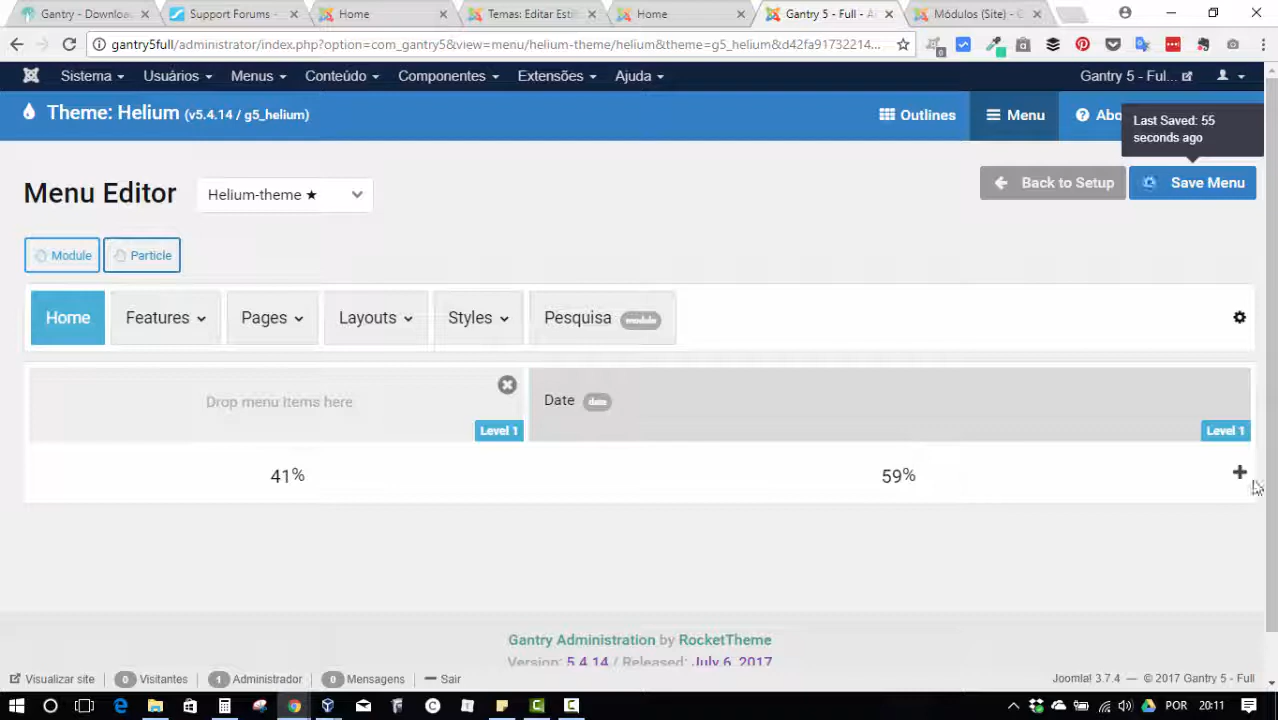 Gantry - Downloa
Support Forums -
Home
Temas: Editar Esti
Home
Gantry 5 - Full - A
Módulos (Site) - G
gantry5full/administrator/index.php?option=com_gantry5&view=menu/helium-theme/helium&theme=g5_helium&d42fa91732214...
Sistema Usuários Menus Conteúdo Componentes Extensões Ajuda Gantry 5 - Ful...
Theme: Helium (v5.4.14 / g5_helium)
Outlines Menu Abo
Last Saved: 55
seconds ago
Menu Editor Helium-theme ★
Back to Setup Save Menu
Module Particle
Home Features Pages Layouts Styles Pesquisa module
Drop menu items here Date date
Level 1 Level 1
41% 59%
Gantry Administration by RocketTheme
Version: 5.4.14 / Released: July 6, 2017
Visualizar site 0 Visitantes 1 Administrador 0 Mensagens Sair Joomla! 3.7.4 — © 2017 Gantry 5 - Full
POR 20:11